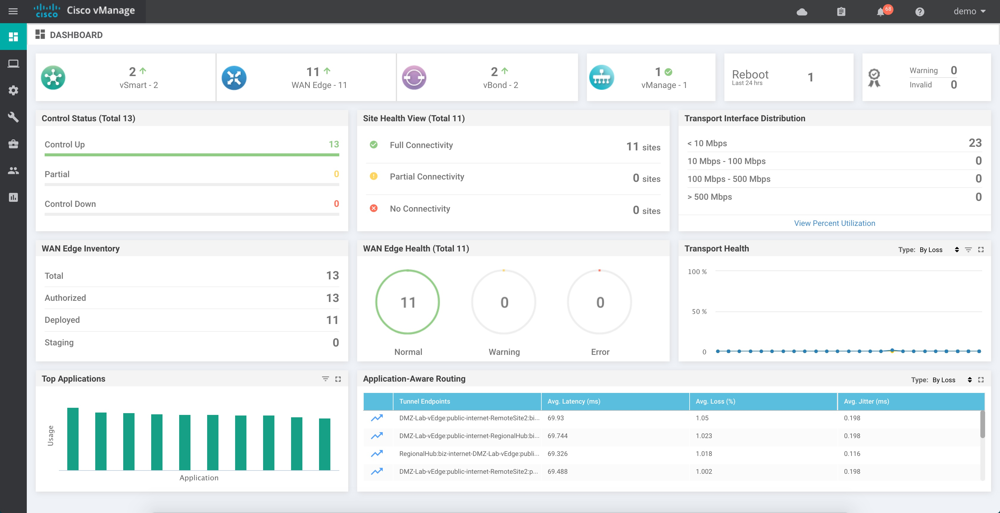 CISCO Cisco vManage
68
demo
DASHBOARD
2
vSmart - 2
11
WAN Edge - 11
2
vBond - 2
1
vManage - 1
Reboot
Last 24 hrs
1
Warning 0
Invalid 0
Control Status (Total 13)
Control Up 13
Partial 0
Control Down 0
Site Health View (Total 11)
Full Connectivity 11 sites
Partial Connectivity 0 sites
No Connectivity 0 sites
Transport Interface Distribution
< 10 Mbps 23
10 Mbps - 100 Mbps 0
100 Mbps - 500 Mbps 0
> 500 Mbps 0
View Percent Utilization
WAN Edge Inventory
Total 13
Authorized 13
Deployed 11
Staging 0
WAN Edge Health (Total 11)
11 0 0
Normal Warning Error
Transport Health Type: By Loss
100 %
50 %
0
Top Applications
Usage
Application
Application-Aware Routing Type: By Loss
Tunnel Endpoints Avg. Latency (ms) Avg. Loss (%) Avg. Jitter (ms)
DMZ-Lab-vEdge:public-internet-RemoteSite2:bi... 69.93 1.05 0.198
DMZ-Lab-vEdge:public-internet-RegionalHub:bi... 69.744 1.023 0.198
RegionalHub:biz-internet-DMZ-Lab-vEdge:publi... 69.326 1.018 0.116
DMZ-Lab-vEdge:public-internet-RemoteSite2:p... 69.488 1.002 0.198